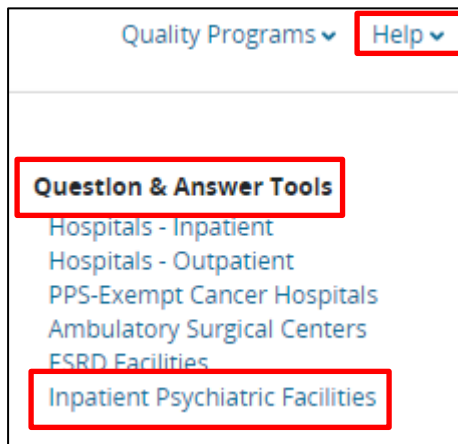 Quality Programs Help
Question & Answer Tools
Hospitals - Inpatient
Hospitals - Outpatient
PPS-Exempt Cancer Hospitals
Ambulatory Surgical Centers
ESRD Facilities
Inpatient Psychiatric Facilities